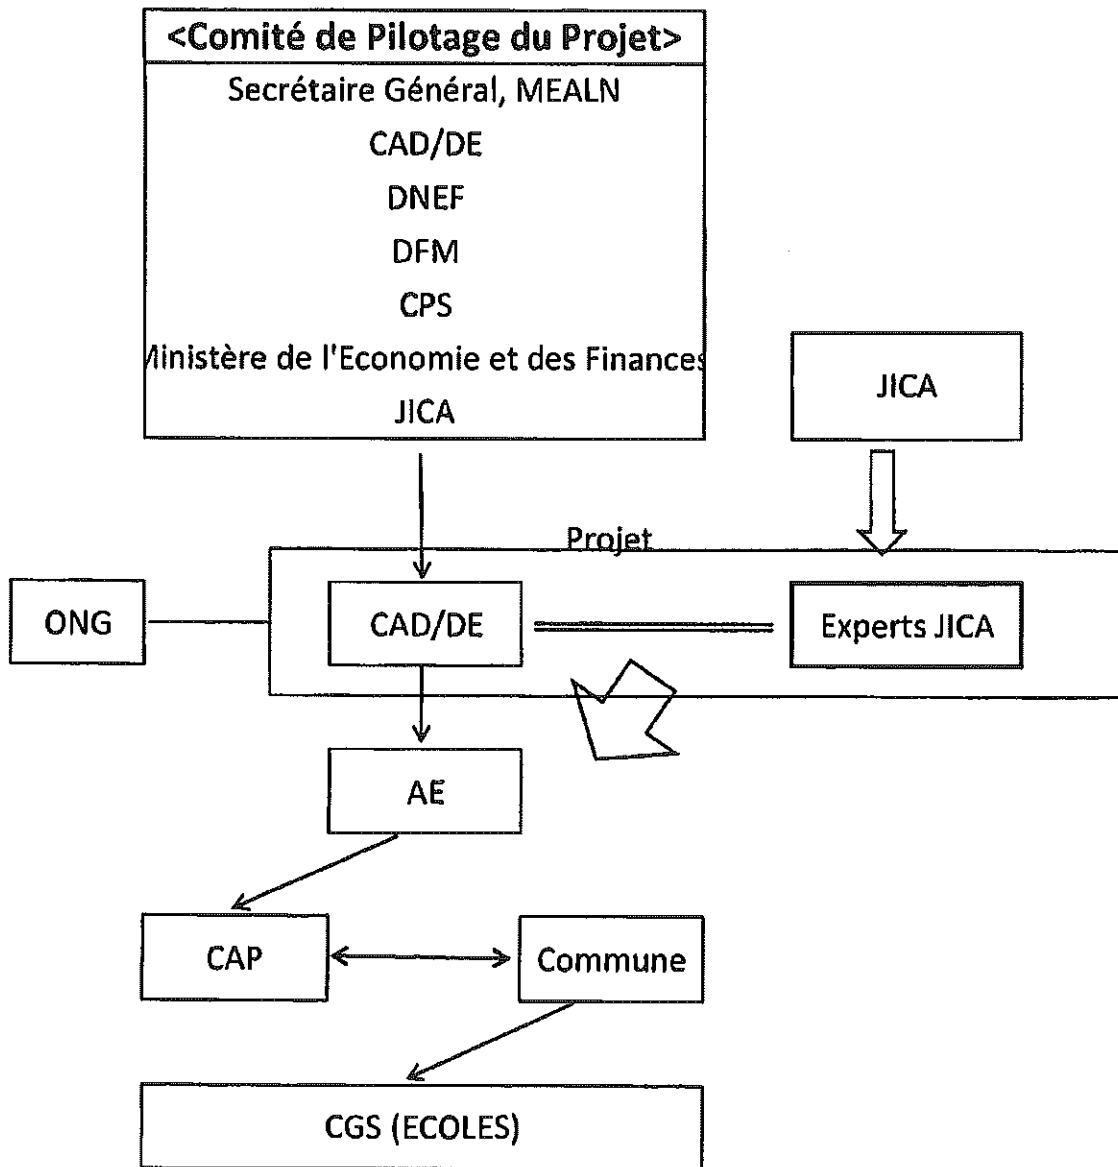 <Comité de Pilotage du Projet>
Secrétaire Général, MEALN
CAD/DE
DNEF
DFM
CPS
Ministère de l'Economie et des Finances
JICA
JICA
Projet
ONG
CAD/DE
Experts JICA
AE
CAP
Commune
CGS (ECOLES)